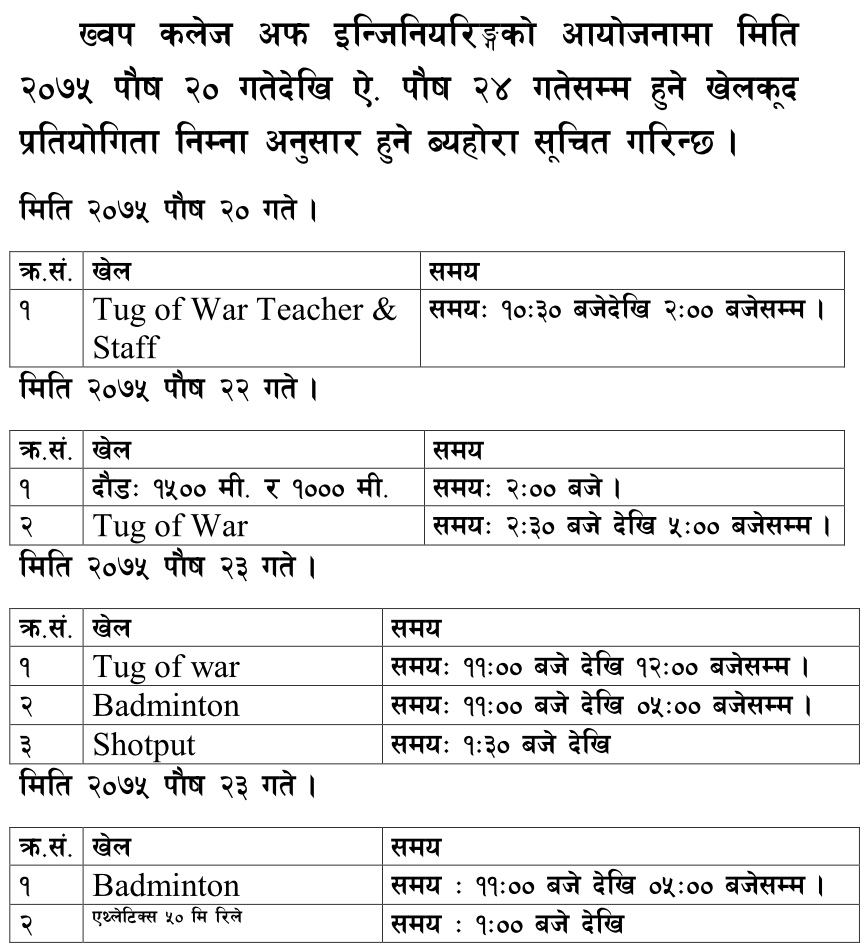 ख्वप कलेज अफ इन्जिनियरिङ्गको आयोजनामा मिति
२०७५ पौष २० गतेदेखि ऐ. पौष २४ गतेसम्म हुने खेलकूद
प्रतियोगिता निम्ना अनुसार हुने ब्यहोरा सूचित गरिन्छ ।
मिति २०७५ पौष २० गते ।
क्र.सं. खेल समय
१ Tug of War Teacher & समयः १०:३० बजेदेखि २:०० बजेसम्म ।
Staff
मिति २०७५ पौष २२ गते ।
क्र.सं. खेल समय
१ दौडः १५०० मी. र १००० मी. समयः २:०० बजे ।
२ Tug of War समयः २:३० बजे देखि ५:०० बजेसम्म ।
मिति २०७५ पौष २३ गते ।
क्र.सं. खेल समय
१ Tug of war समयः ११:०० बजे देखि १२:०० बजेसम्म ।
२ Badminton समयः ११:०० बजे देखि ०५:०० बजेसम्म ।
३ Shotput समयः १:३० बजे देखि
मिति २०७५ पौष २३ गते ।
क्र.सं. खेल समय
१ Badminton समय : ११:०० बजे देखि ०५:०० बजेसम्म ।
२ एथ्लेटिक्स ५० मि रिले समय : १:०० बजे देखि